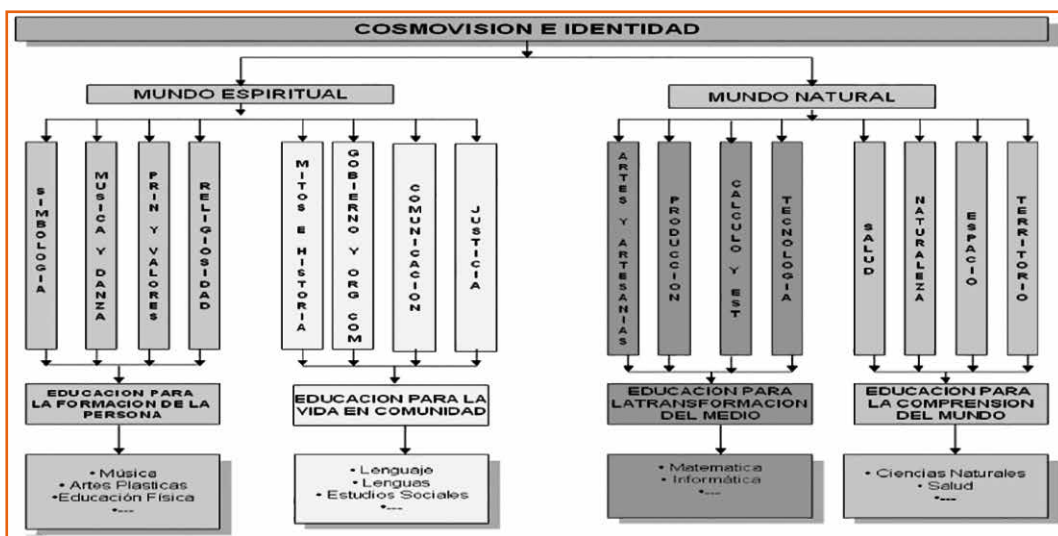 COSMOVISION E IDENTIDAD
MUNDO ESPIRITUAL
MUNDO NATURAL
SIMBOLOGIA
MUSICA Y DANZA
PRIN Y VALORES
RELIGIOSIDAD
MITOS E HISTORIA
GOBIERNO Y ORG COM
COMUNICACION
JUSTICIA
ARTES Y ARTESANIAS
PRODUCCION
CALCULO Y EST
TECNOLOGIA
SALUD
NATURALEZA
ESPACIO
TERRITORIO
EDUCACION PARA
LA FORMACION DE LA
PERSONA
EDUCACION PARA LA
VIDA EN COMUNIDAD
EDUCACION PARA
LATRANSFORMACION
DEL MEDIO
EDUCACION PARA
LA COMPRENSION
DEL MUNDO
• Música
• Artes Plasticas
•Educación Física
•---
• Lenguaje
• Lenguas
• Estudios Sociales
•---
• Matematica
• Informática
•---
• Ciencias Naturales
• Salud
•---